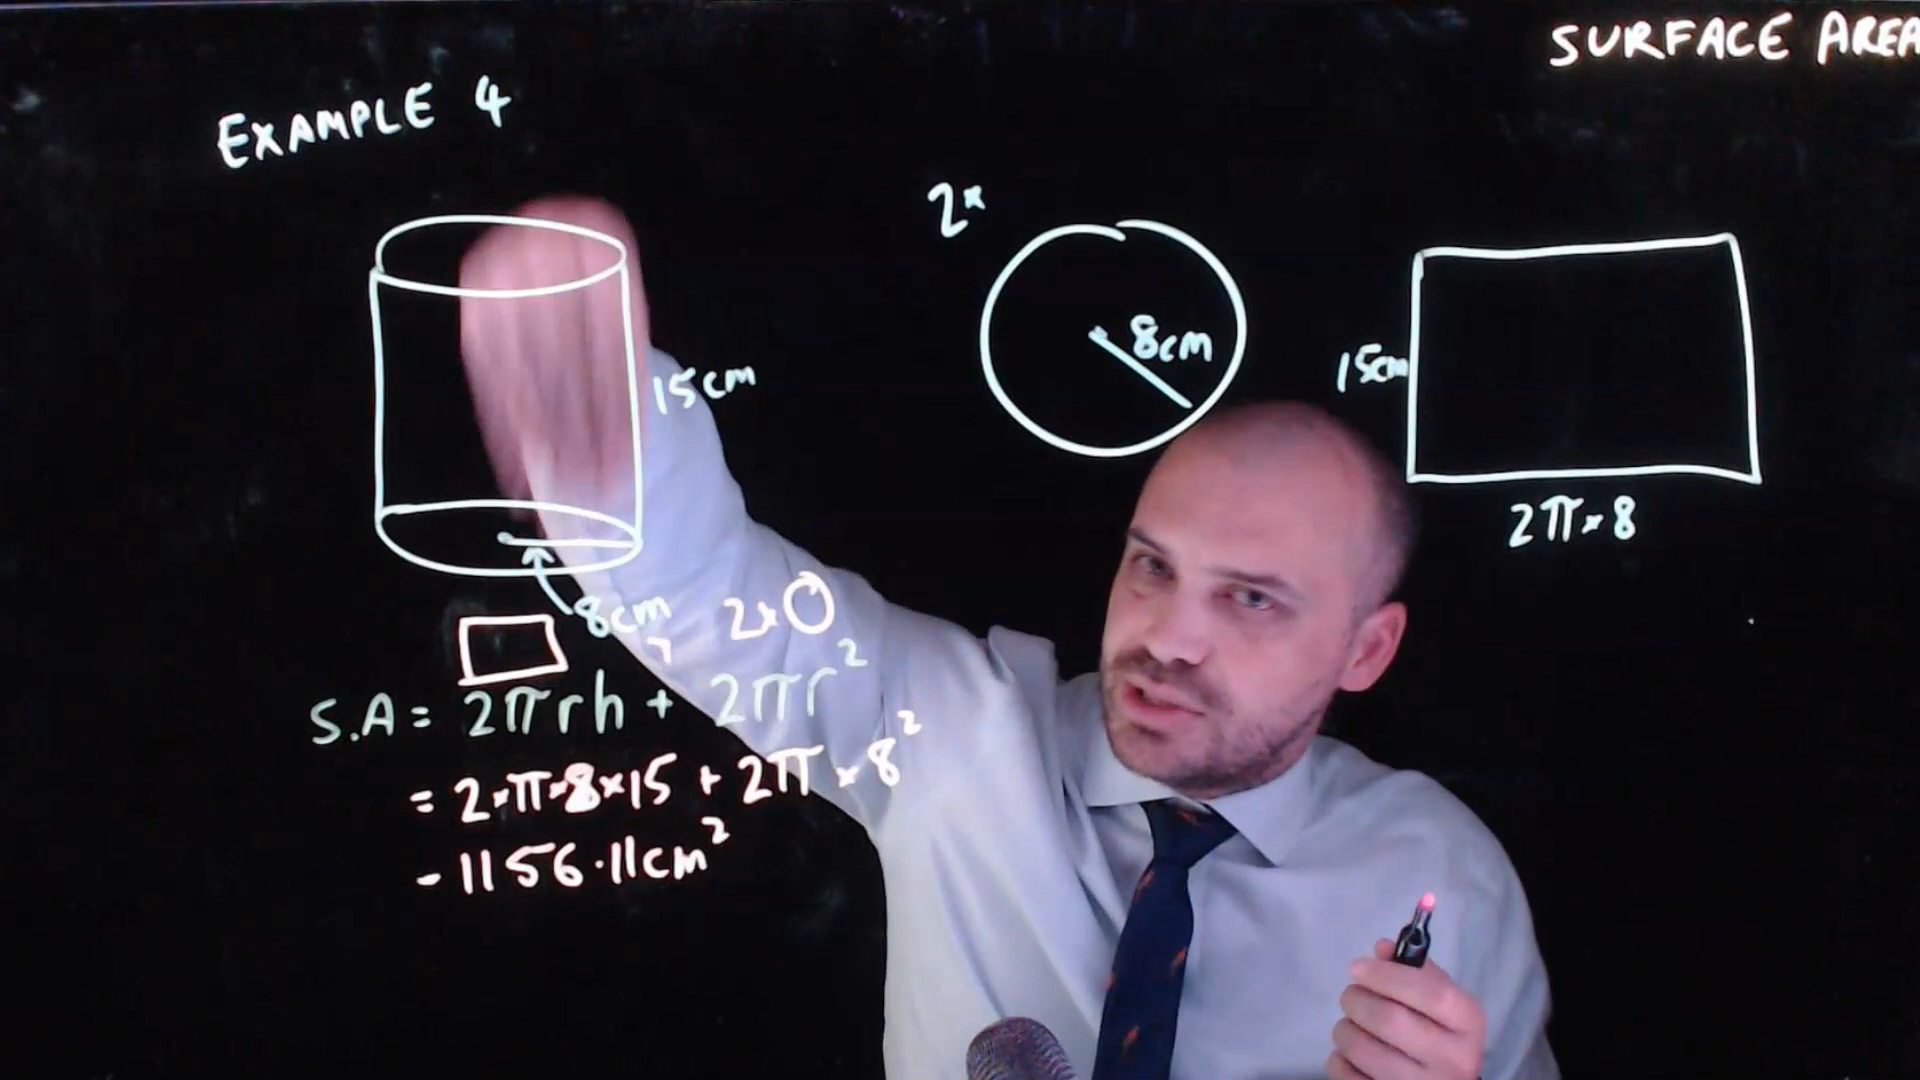 SURFACE AREA
EXAMPLE 4
15cm
8cm
2×
8cm
15cm
2π×8
2×
S.A = 2πrh + 2πr²
= 2×π×8×15 + 2π×8²
= 1156.11cm²